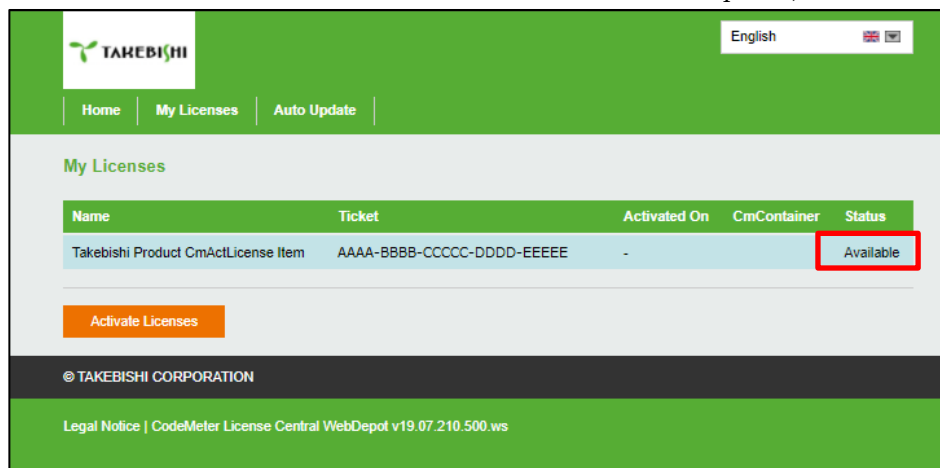 TAKEBISHI
English
Home My Licenses Auto Update
My Licenses
Name Ticket Activated On CmContainer Status
Takebishi Product CmActLicense Item AAAA-BBBB-CCCCC-DDDD-EEEEE - Available
Activate Licenses
© TAKEBISHI CORPORATION
Legal Notice | CodeMeter License Central WebDepot v19.07.210.500.ws